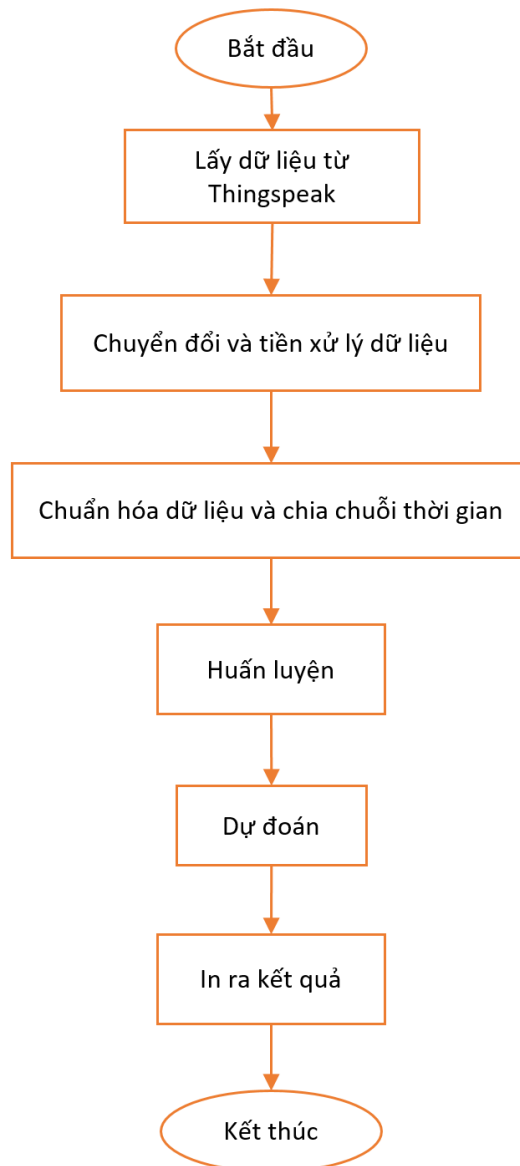 Bắt đầu
Lấy dữ liệu từ
Thingspeak
Chuyển đổi và tiền xử lý dữ liệu
Chuẩn hóa dữ liệu và chia chuỗi thời gian
Huấn luyện
Dự đoán
In ra kết quả
Kết thúc